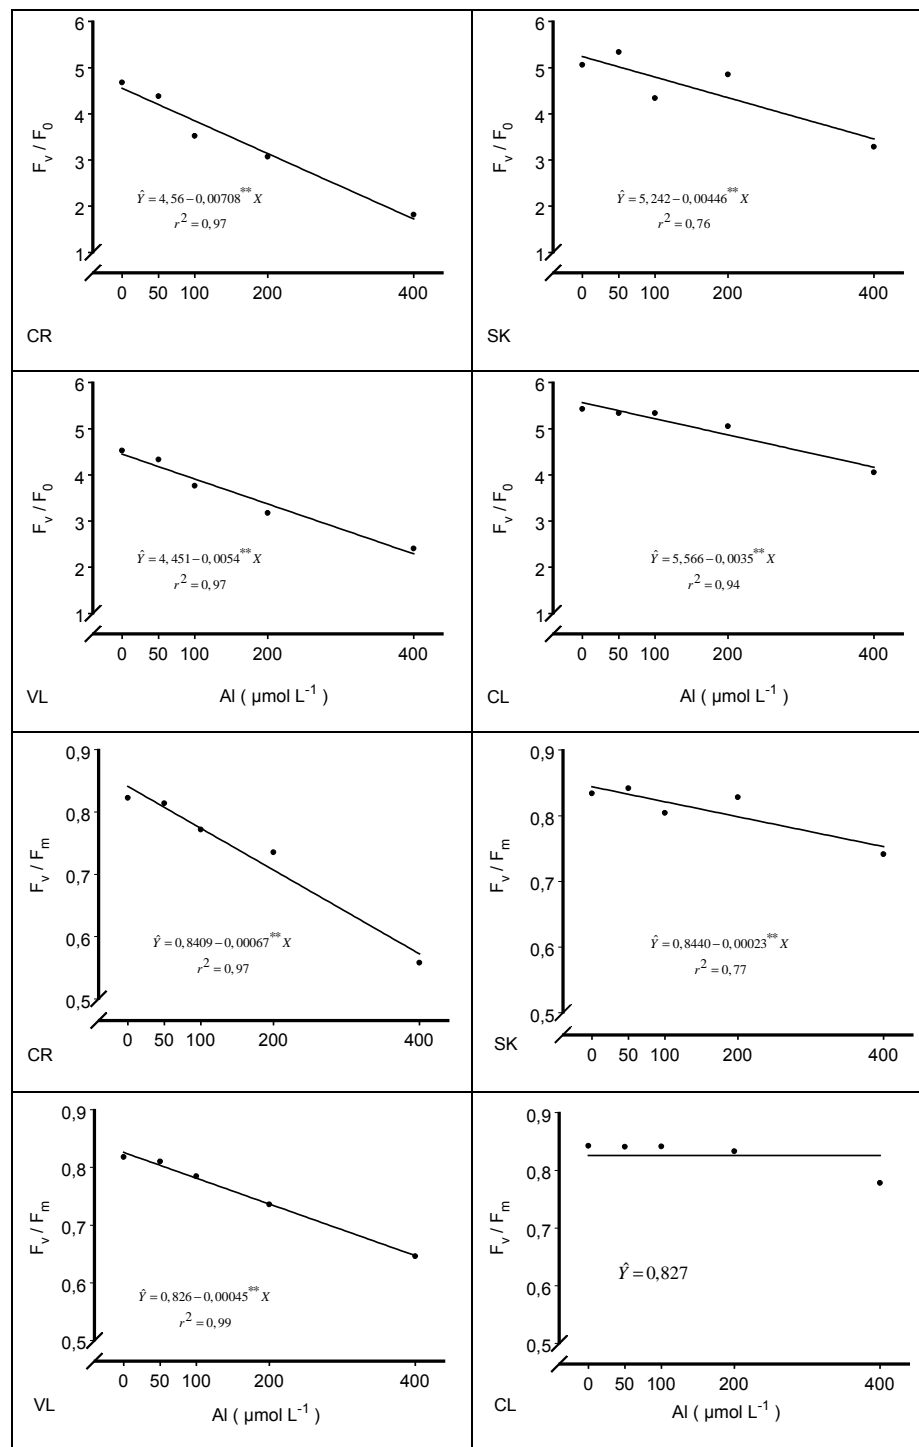 6
5
4
3
2
1
F_v / F_0
Ŷ = 4,56 − 0,00708** X
r² = 0,97
0 50 100 200 400
CR
6
5
4
3
2
1
F_v / F_0
Ŷ = 5,242 − 0,00446** X
r² = 0,76
0 50 100 200 400
SK
6
5
4
3
2
1
F_v / F_0
Ŷ = 4,451 − 0,0054** X
r² = 0,97
0 50 100 200 400
VL Al ( µmol L⁻¹ )
6
5
4
3
2
1
F_v / F_0
Ŷ = 5,566 − 0,0035** X
r² = 0,94
0 50 100 200 400
CL Al ( µmol L⁻¹ )
0,9
0,8
0,7
0,6
0,5
F_v / F_m
Ŷ = 0,8409 − 0,00067** X
r² = 0,97
0 50 100 200 400
CR
0,9
0,8
0,7
0,6
0,5
F_v / F_m
Ŷ = 0,8440 − 0,00023** X
r² = 0,77
0 50 100 200 400
SK
0,9
0,8
0,7
0,6
0,5
F_v / F_m
Ŷ = 0,826 − 0,00045** X
r² = 0,99
0 50 100 200 400
VL Al ( µmol L⁻¹ )
0,9
0,8
0,7
0,6
0,5
F_v / F_m
Ŷ = 0,827
0 50 100 200 400
CL Al ( µmol L⁻¹ )